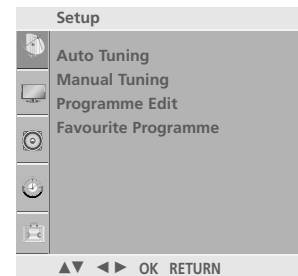 Setup
Auto Tuning
Manual Tuning
Programme Edit
Favourite Programme
▲▼ ◄► OK RETURN